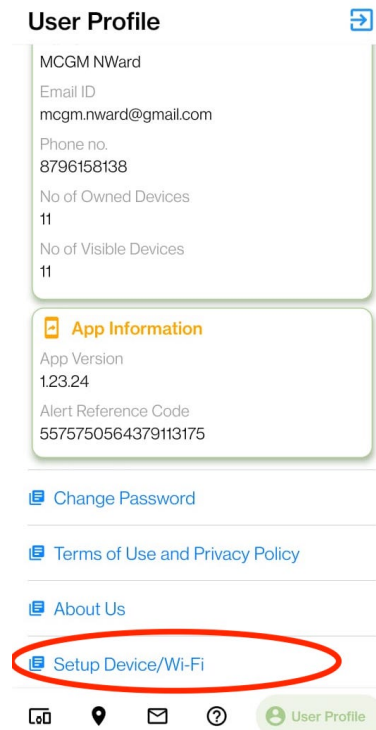 User Profile
MCGM NWard
Email ID
mcgm.nward@gmail.com
Phone no.
8796158138
No of Owned Devices
11
No of Visible Devices
11
App Information
App Version
1.23.24
Alert Reference Code
5575750564379113175
Change Password
Terms of Use and Privacy Policy
About Us
Setup Device/Wi-Fi
User Profile